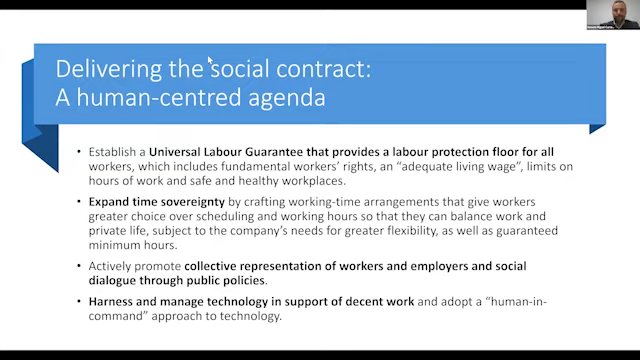 Delivering the social contract:
A human-centred agenda
• Establish a Universal Labour Guarantee that provides a labour protection floor for all
workers, which includes fundamental workers’ rights, an “adequate living wage”, limits on
hours of work and safe and healthy workplaces.
• Expand time sovereignty by crafting working-time arrangements that give workers
greater choice over scheduling and working hours so that they can balance work and
private life, subject to the company’s needs for greater flexibility, as well as guaranteed
minimum hours.
• Actively promote collective representation of workers and employers and social
dialogue through public policies.
• Harness and manage technology in support of decent work and adopt a “human-in-
command” approach to technology.